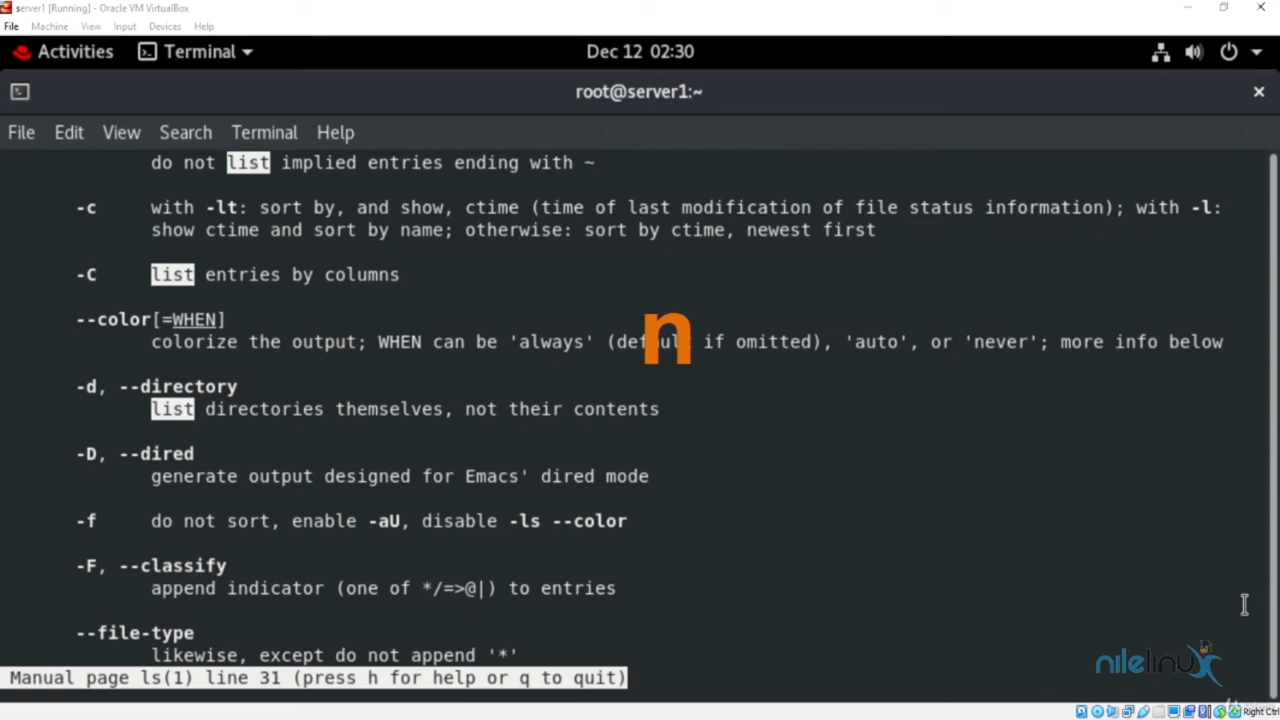 server1 [Running] - Oracle VM VirtualBox
File Machine View Input Devices Help
Activities Terminal Dec 12 02:30
root@server1:~
File Edit View Search Terminal Help
do not list implied entries ending with ~
-c with -lt: sort by, and show, ctime (time of last modification of file status information); with -l:
show ctime and sort by name; otherwise: sort by ctime, newest first
-C list entries by columns
--color[=WHEN]
colorize the output; WHEN can be 'always' (default if omitted), 'auto', or 'never'; more info below
n
-d, --directory
list directories themselves, not their contents
-D, --dired
generate output designed for Emacs' dired mode
-f do not sort, enable -aU, disable -ls --color
-F, --classify
append indicator (one of */=>@|) to entries
--file-type
likewise, except do not append '*'
Manual page ls(1) line 31 (press h for help or q to quit)
nilelinux
Right Ctrl